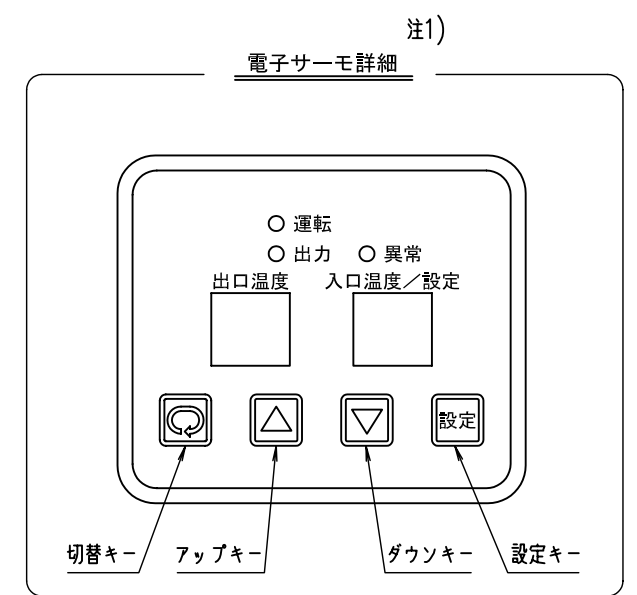 注1)
電子サーモ詳細
運転
出力 異常
出口温度 入口温度／設定
設定
切替キー アップキー ダウンキー 設定キー